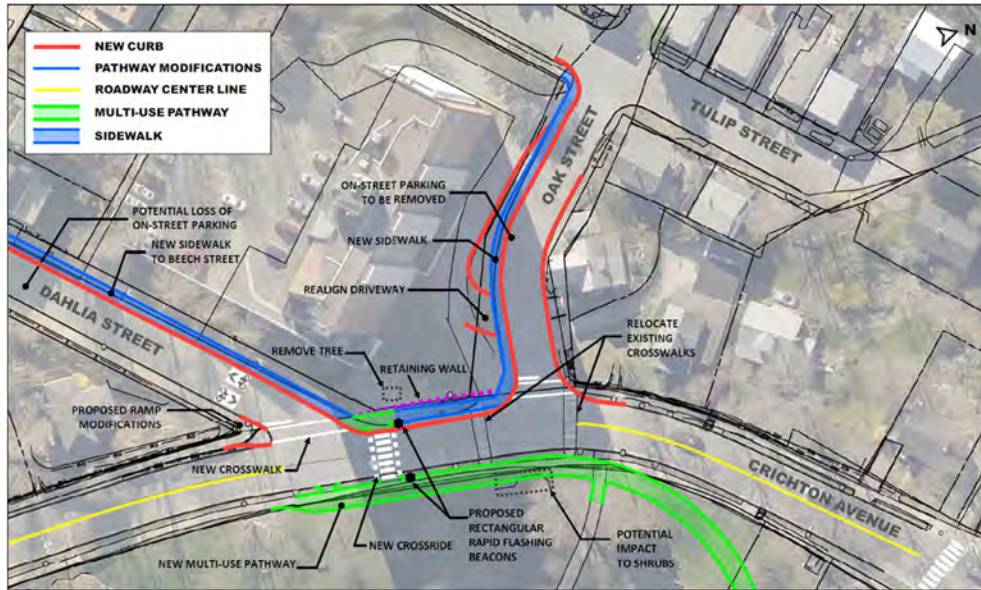 NEW CURB
PATHWAY MODIFICATIONS
ROADWAY CENTER LINE
MULTI-USE PATHWAY
SIDEWALK
N
TULIP STREET
OAK STREET
ON-STREET PARKING
TO BE REMOVED
POTENTIAL LOSS OF
ON-STREET PARKING
NEW SIDEWALK
TO BEECH STREET
NEW SIDEWALK
REALIGN DRIVEWAY
DAHLIA STREET
RELOCATE
EXISTING
CROSSWALKS
REMOVE TREE
RETAINING WALL
PROPOSED RAMP
MODIFICATIONS
NEW CROSSWALK
CRICHTON AVENUE
NEW MULTI-USE PATHWAY
NEW CROSSRIDE
PROPOSED
RECTANGULAR
RAPID FLASHING
BEACONS
POTENTIAL
IMPACT
TO SHRUBS